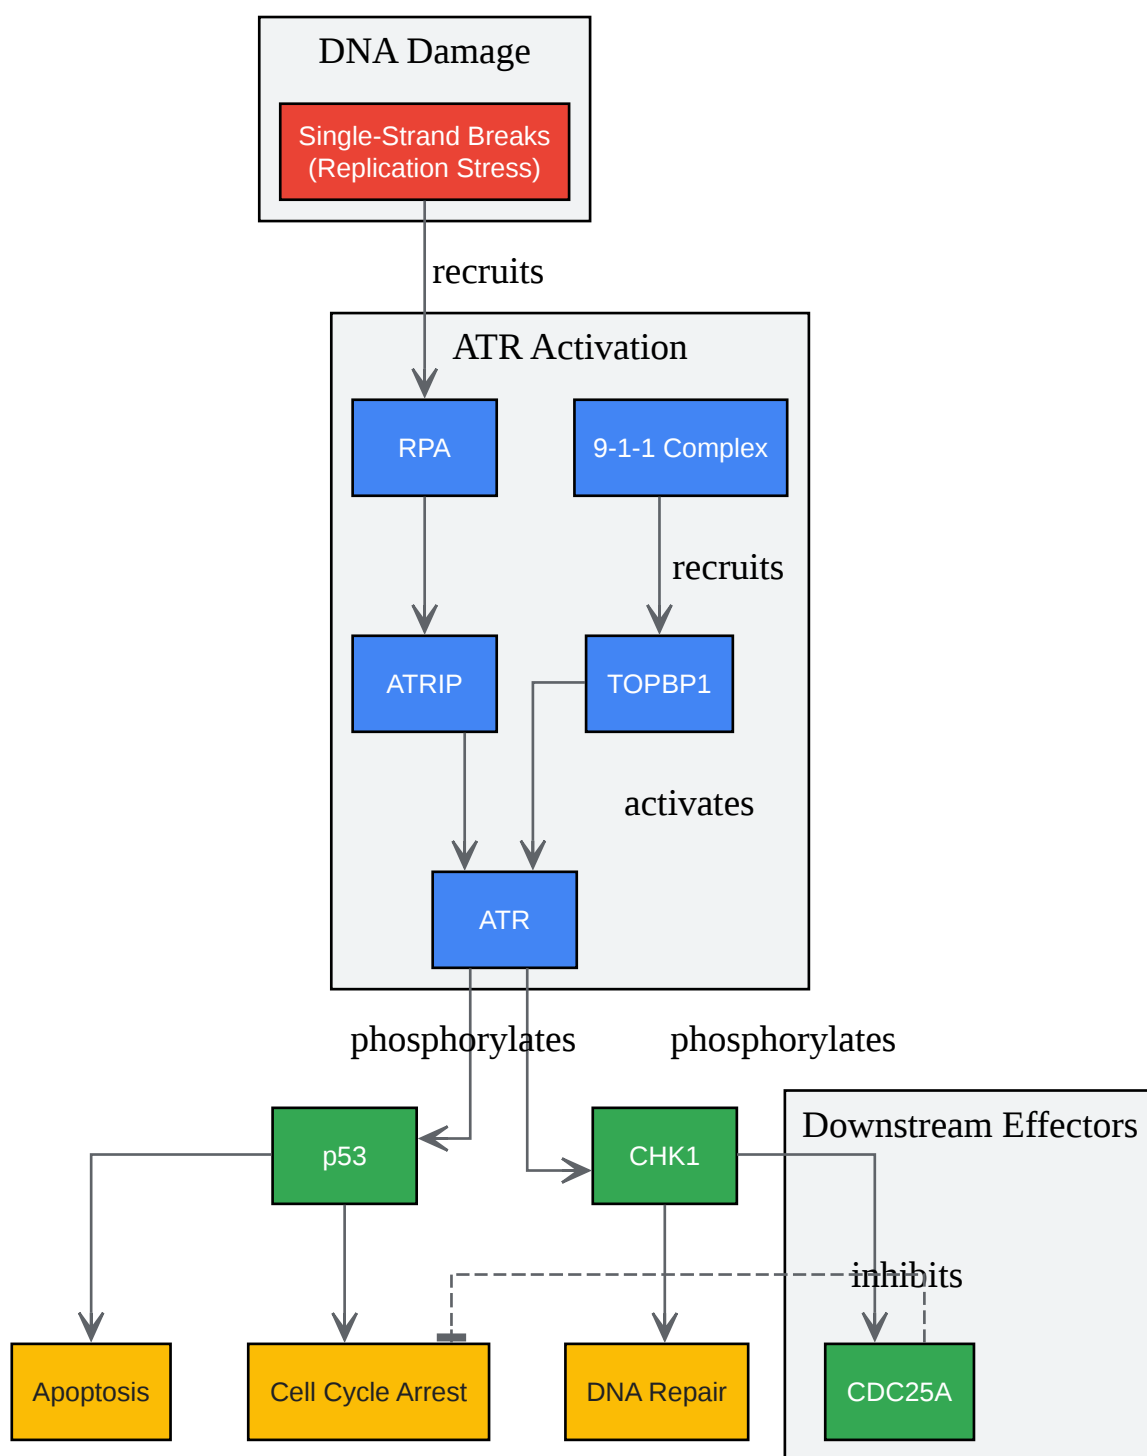 DNA Damage
Single-Strand Breaks
(Replication Stress)
recruits
ATR Activation
RPA
9-1-1 Complex
recruits
ATRIP
TOPBP1
activates
ATR
phosphorylates
phosphorylates
Downstream Effectors
p53
CHK1
inhibits
Apoptosis
Cell Cycle Arrest
DNA Repair
CDC25A